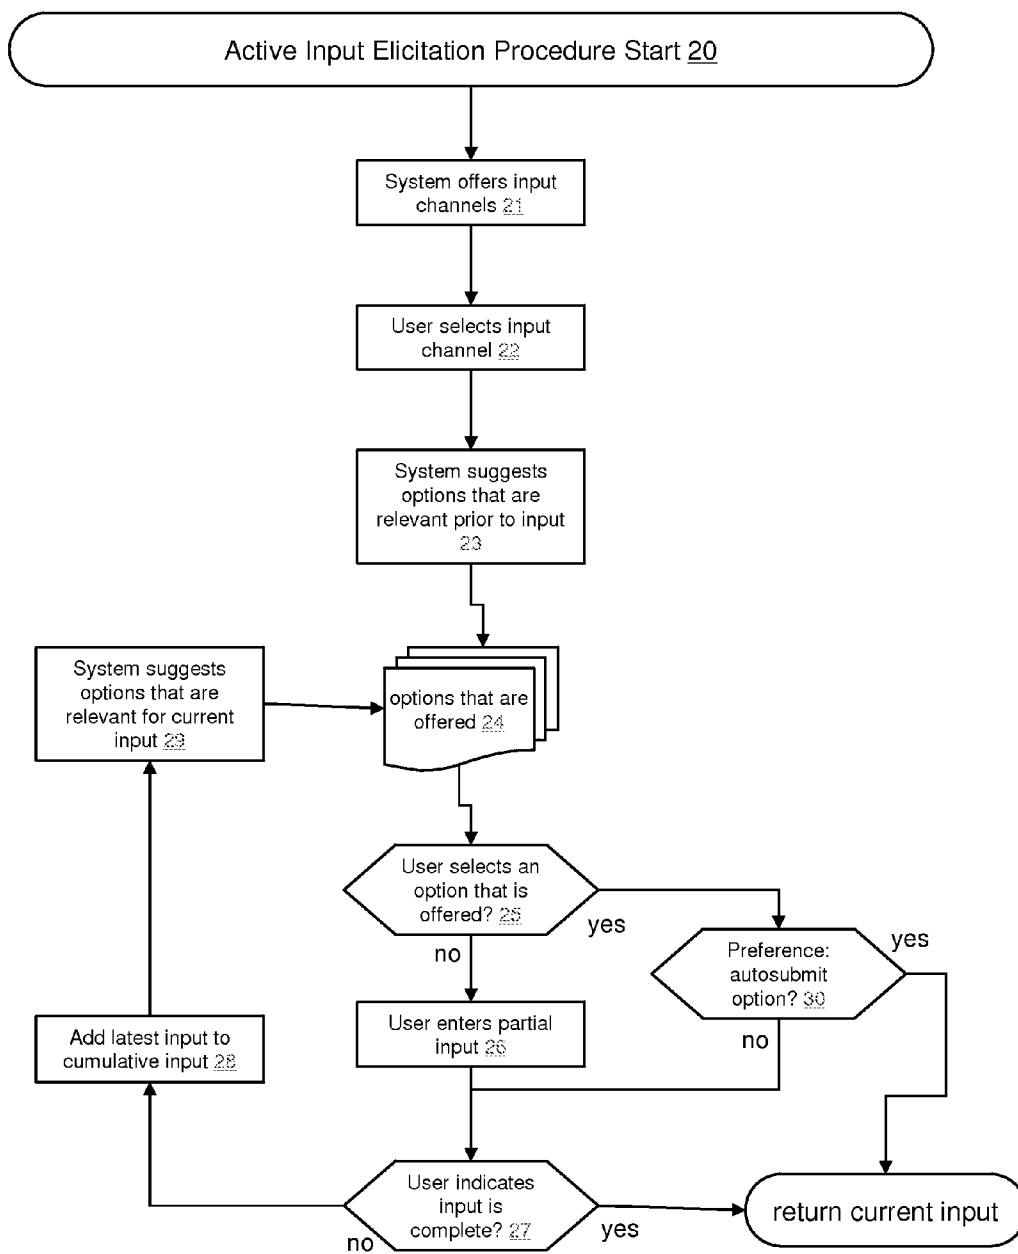 Active Input Elicitation Procedure Start 20
System offers input
channels 21
User selects input
channel 22
System suggests
options that are
relevant prior to input
23
System suggests
options that are
relevant for current
input 29
options that are
offered 24
User selects an
option that is
offered? 25
yes
no
Preference:
autosubmit
option? 30
yes
no
User enters partial
input 26
Add latest input to
cumulative input 28
User indicates
input is
complete? 27
yes
no
return current input